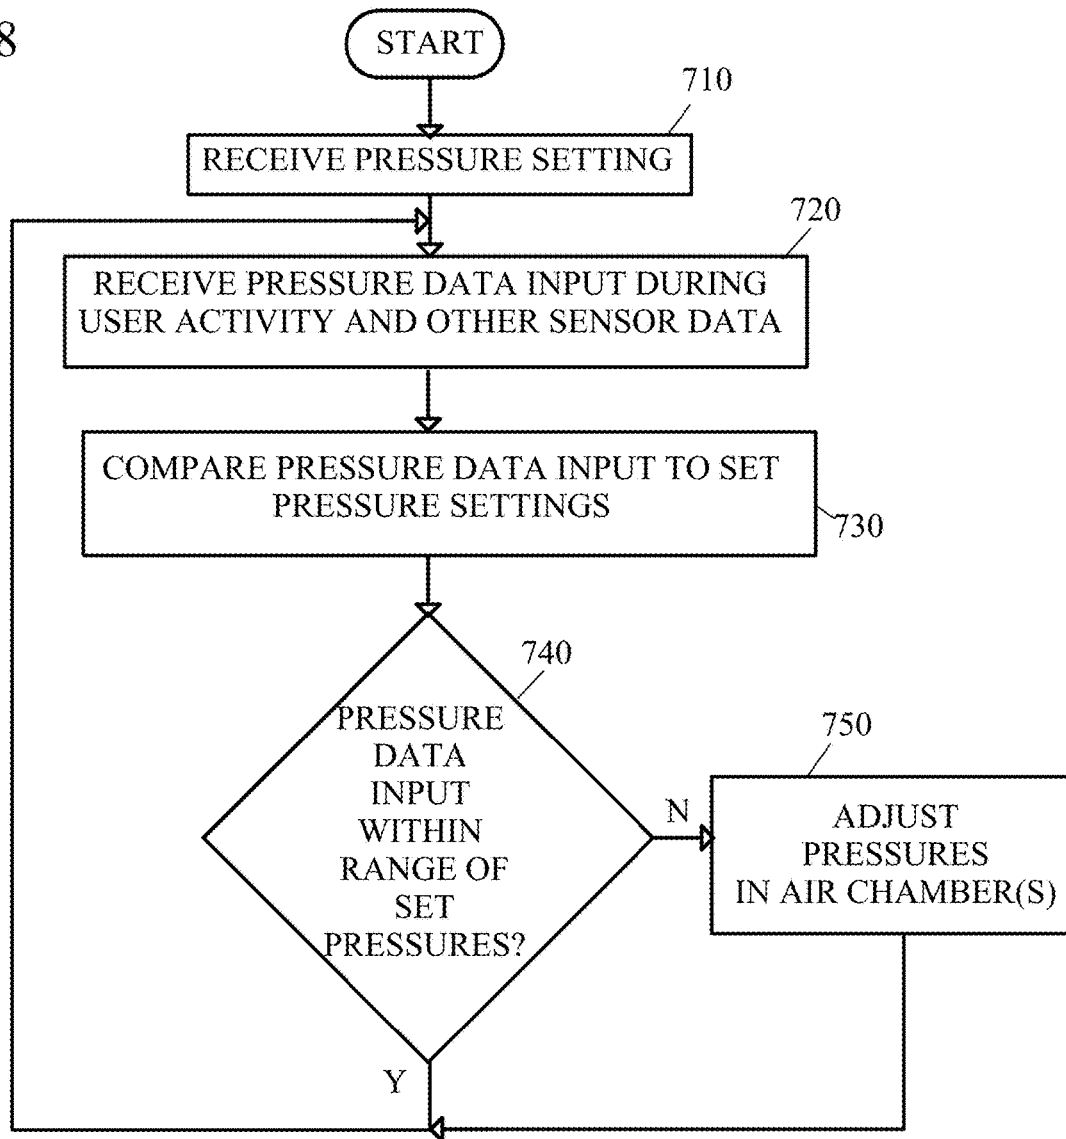 8
START
710
RECEIVE PRESSURE SETTING
720
RECEIVE PRESSURE DATA INPUT DURING
USER ACTIVITY AND OTHER SENSOR DATA
COMPARE PRESSURE DATA INPUT TO SET
PRESSURE SETTINGS
730
740
PRESSURE
DATA
INPUT
WITHIN
RANGE OF
SET
PRESSURES?
N
750
ADJUST
PRESSURES
IN AIR CHAMBER(S)
Y